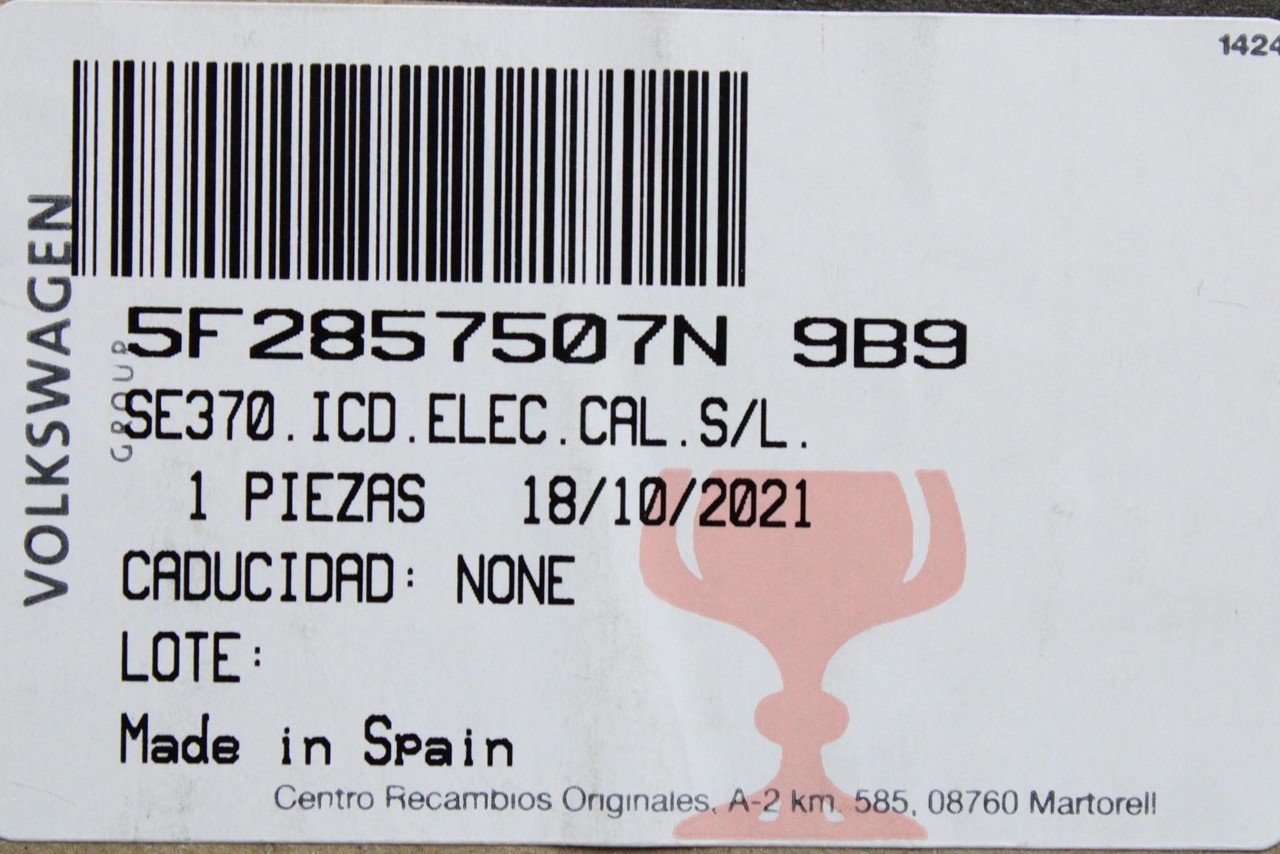 1424
VOLKSWAGEN
GROUP
5F2857507N 9B9
SE370.ICD.ELEC.CAL.S/L.
1 PIEZAS 18/10/2021
CADUCIDAD: NONE
LOTE:
Made in Spain
Centro Recambios Originales, A-2 km. 585, 08760 Martorell